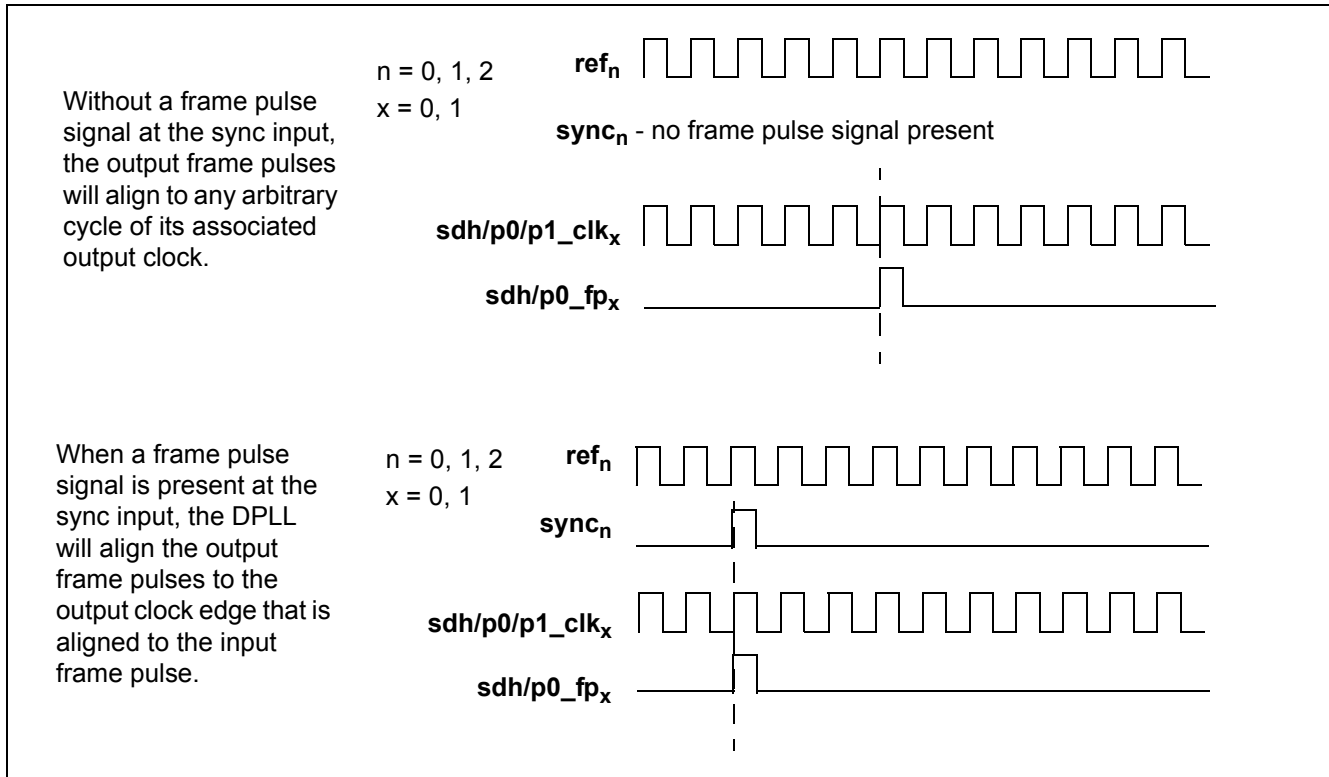 Without a frame pulse
signal at the sync input,
the output frame pulses
will align to any arbitrary
cycle of its associated
output clock.
n = 0, 1, 2
x = 0, 1
refn
syncn - no frame pulse signal present
sdh/p0/p1_clkx
sdh/p0_fpx
When a frame pulse
signal is present at the
sync input, the DPLL
will align the output
frame pulses to the
output clock edge that is
aligned to the input
frame pulse.
n = 0, 1, 2
x = 0, 1
refn
syncn
sdh/p0/p1_clkx
sdh/p0_fpx